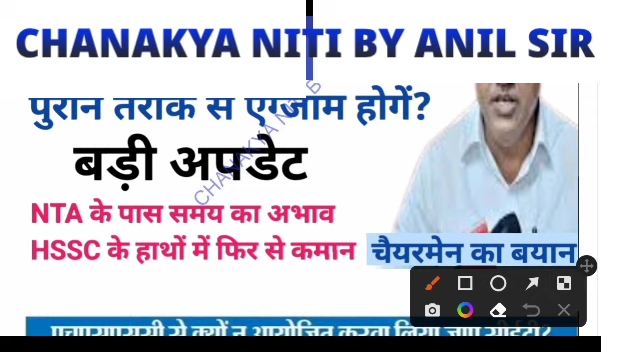 CHANAKYA NITI BY ANIL SIR
पुराने तरीके से एग्जाम होगें?
बड़ी अपडेट
NTA के पास समय का अभाव
HSSC के हाथों में फिर से कमान
चैयरमेन का बयान